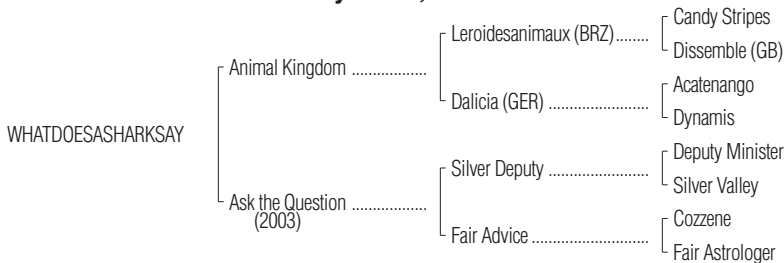 Candy Stripes
Leroidesanimaux (BRZ)........
Dissemble (GB)
Animal Kingdom ..................
Acatenango
Dalicia (GER) ........................
Dynamis
WHATDOESASHARKSAY
Deputy Minister
Silver Deputy ........................
Silver Valley
Ask the Question ..................
(2003)
Cozzene
Fair Advice ............................
Fair Astrologer